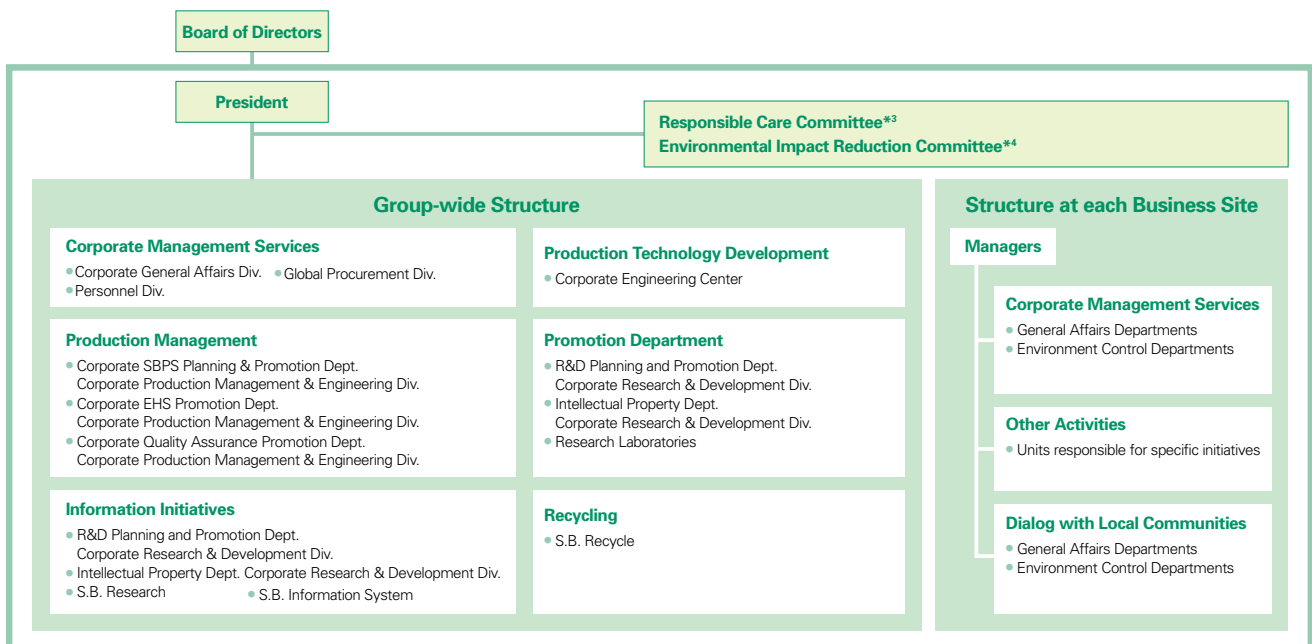 Board of Directors
President
Responsible Care Committee*3
Environmental Impact Reduction Committee*4
Group-wide Structure
Corporate Management Services
• Corporate General Affairs Div. • Global Procurement Div.
• Personnel Div.
Production Technology Development
• Corporate Engineering Center
Production Management
• Corporate SBPS Planning & Promotion Dept.
Corporate Production Management & Engineering Div.
• Corporate EHS Promotion Dept.
Corporate Production Management & Engineering Div.
• Corporate Quality Assurance Promotion Dept.
Corporate Production Management & Engineering Div.
Promotion Department
• R&D Planning and Promotion Dept.
Corporate Research & Development Div.
• Intellectual Property Dept.
Corporate Research & Development Div.
• Research Laboratories
Information Initiatives
• R&D Planning and Promotion Dept.
Corporate Research & Development Div.
• Intellectual Property Dept. Corporate Research & Development Div.
• S.B. Research • S.B. Information System
Recycling
• S.B. Recycle
Structure at each Business Site
Managers
Corporate Management Services
• General Affairs Departments
• Environment Control Departments
Other Activities
• Units responsible for specific initiatives
Dialog with Local Communities
• General Affairs Departments
• Environment Control Departments